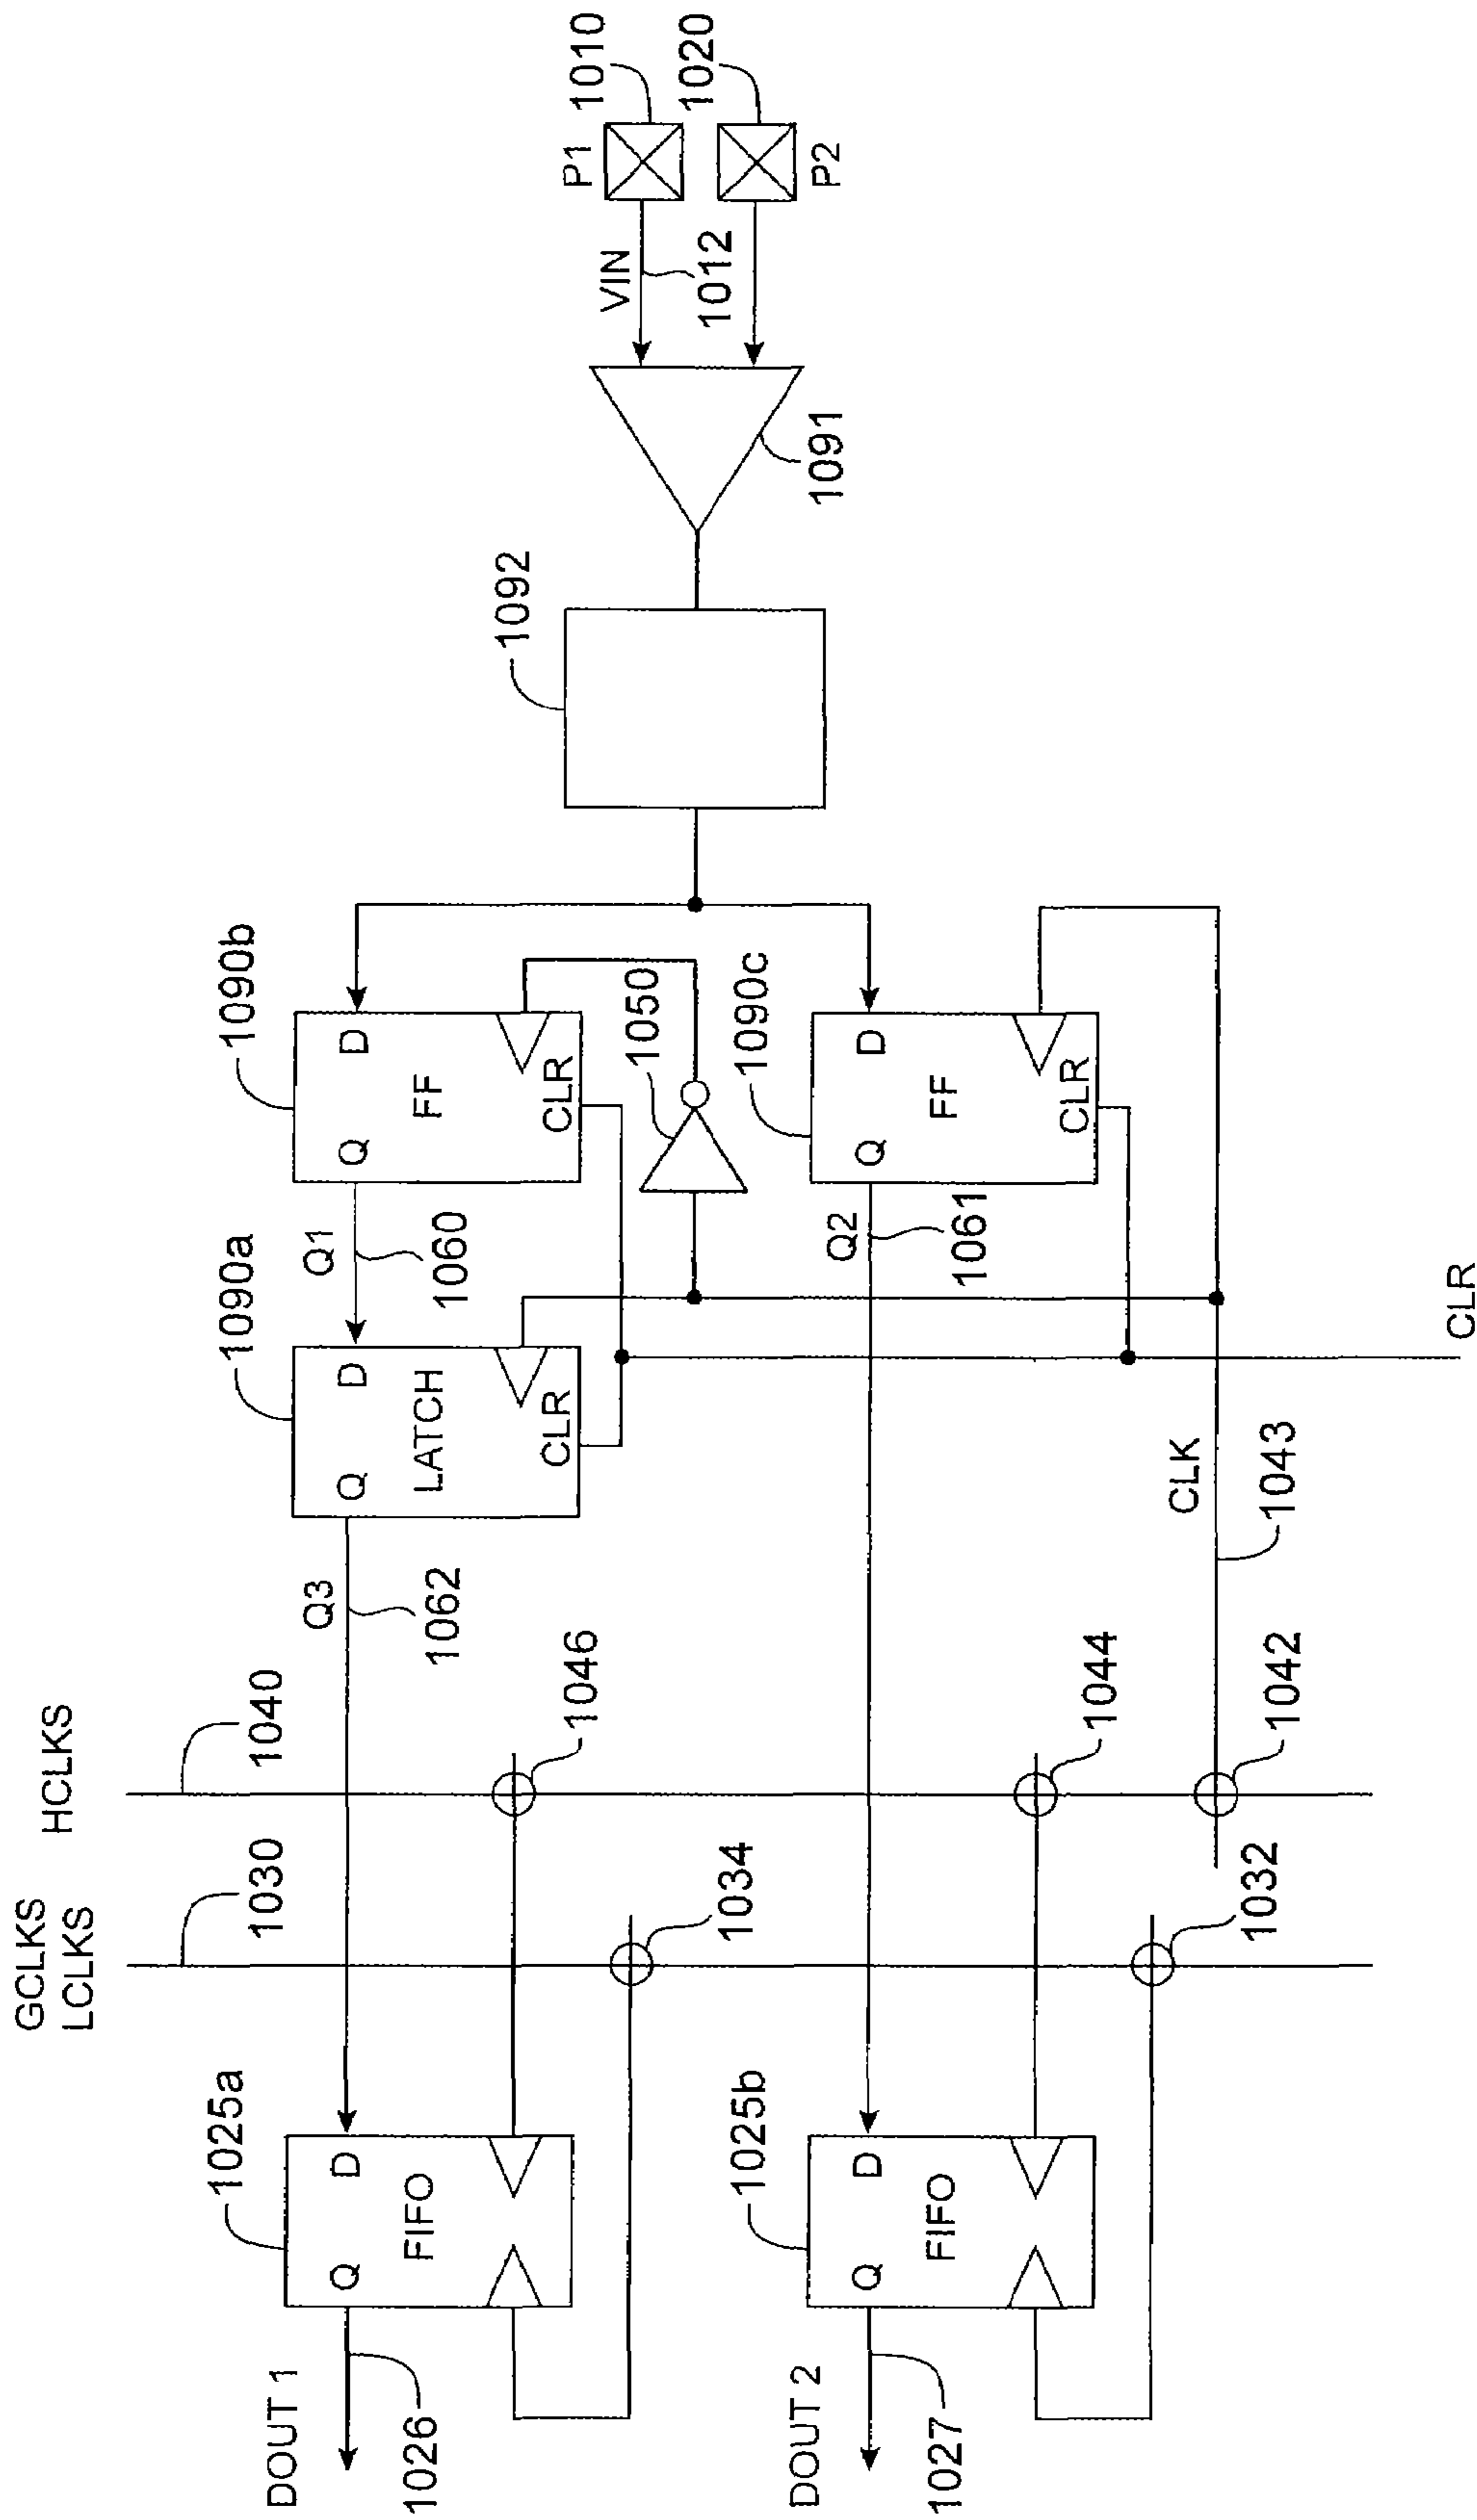 GCLKS
LCLKS
HCLKS
1030
1040
DOUT 1
1026
1025a
Q
D
FIFO
1034
1046
Q3
1062
1090a
Q
D
LATCH
CLR
Q1
1060
1090b
Q
D
FF
CLR
1050
1092
1091
VIN
1012
P1
1010
1020
P2
DOUT 2
1027
1025b
Q
D
FIFO
1032
1044
1042
CLK
1043
Q2
1061
1090c
Q
D
FF
CLR
CLR